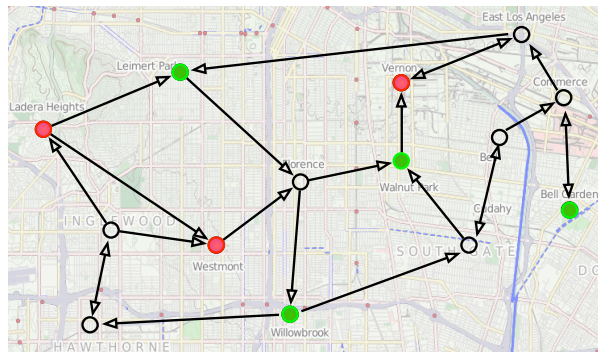 East Los Angeles
Leimert Park
Vernon
Commerce
Ladera Heights
Florence
Walnut Park
Bell Gardens
Cudahy
INGLEWOOD
SOUTH GATE
Westmont
Willowbrook
HAWTHORNE